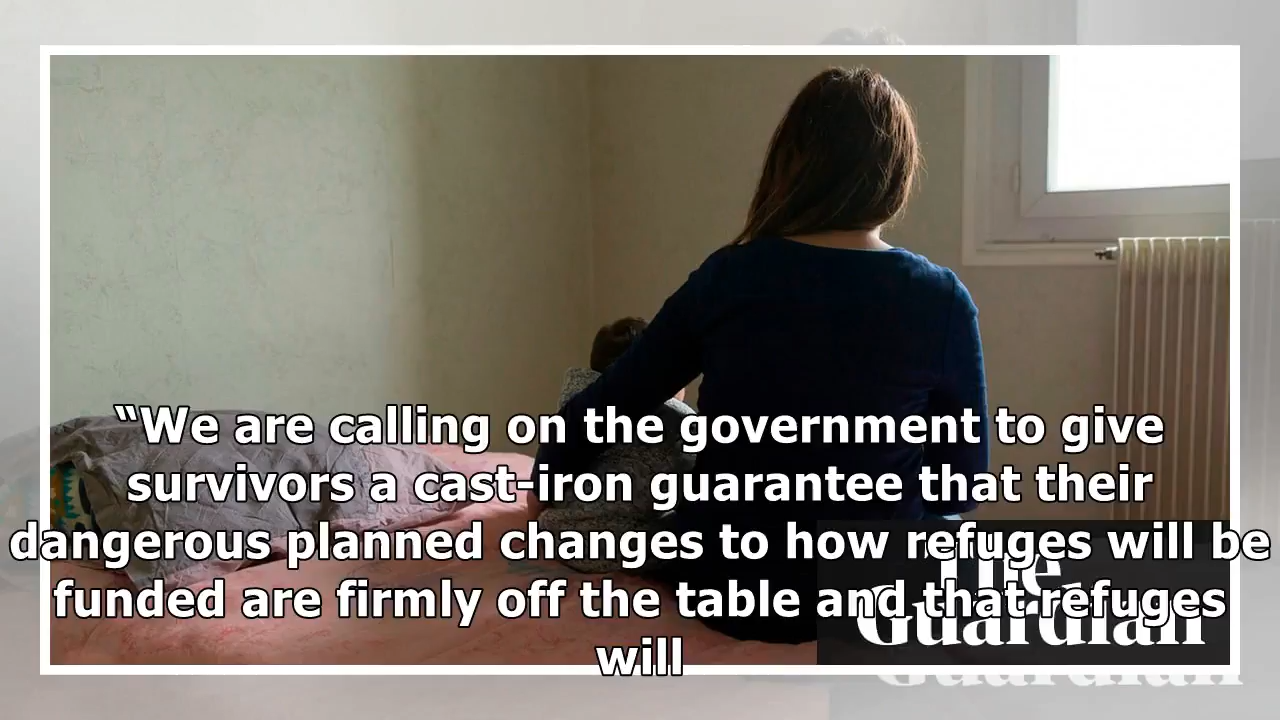 “We are calling on the government to give
survivors a cast-iron guarantee that their
dangerous planned changes to how refuges will be
funded are firmly off the table and that refuges
will
The
Guardian
Guardian